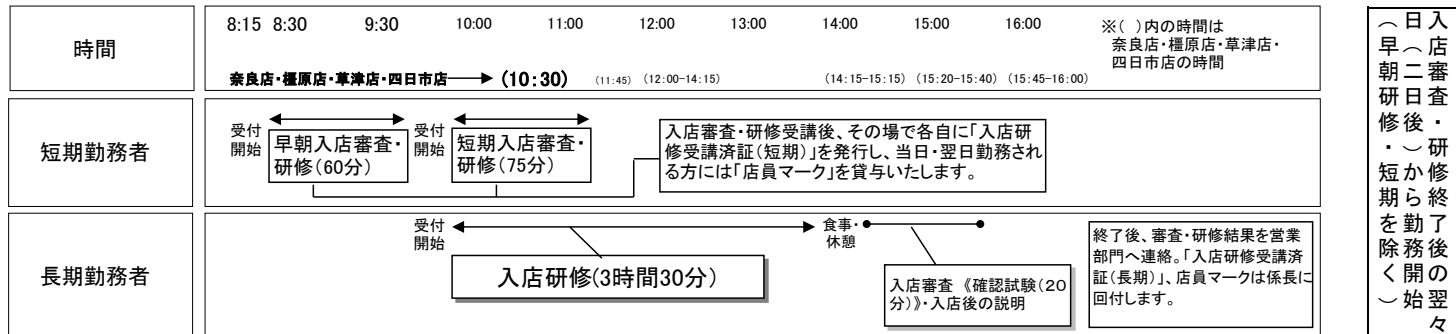 時間
8:15 8:30 9:30 10:00 11:00 12:00 13:00 14:00 15:00 16:00
※( )内の時間は
奈良店・橿原店・草津店・
四日市店の時間
奈良店・橿原店・草津店・四日市店→(10:30) (11:45) (12:00-14:15) (14:15-15:15) (15:20-15:40) (15:45-16:00)
短期勤務者
受付
開始
早朝入店審査・
研修(60分)
受付
開始
短期入店審査・
研修(75分)
入店審査・研修受講後、その場で各自に「入店研
修受講済証(短期)」を発行し、当日・翌日勤務され
る方には「店員マーク」を貸与いたします。
長期勤務者
受付
開始
入店研修(3時間30分)
食事・
休憩
入店審査 《確認試験(20
分)》・入店後の説明
終了後、審査・研修結果を営業
部門へ連絡。「入店研修受講済
証(長期)」、店員マークは係長に
回付します。
入店審査・研修終了後の翌々
日(二日後)から勤務開始
(早朝研修・短期を除く)